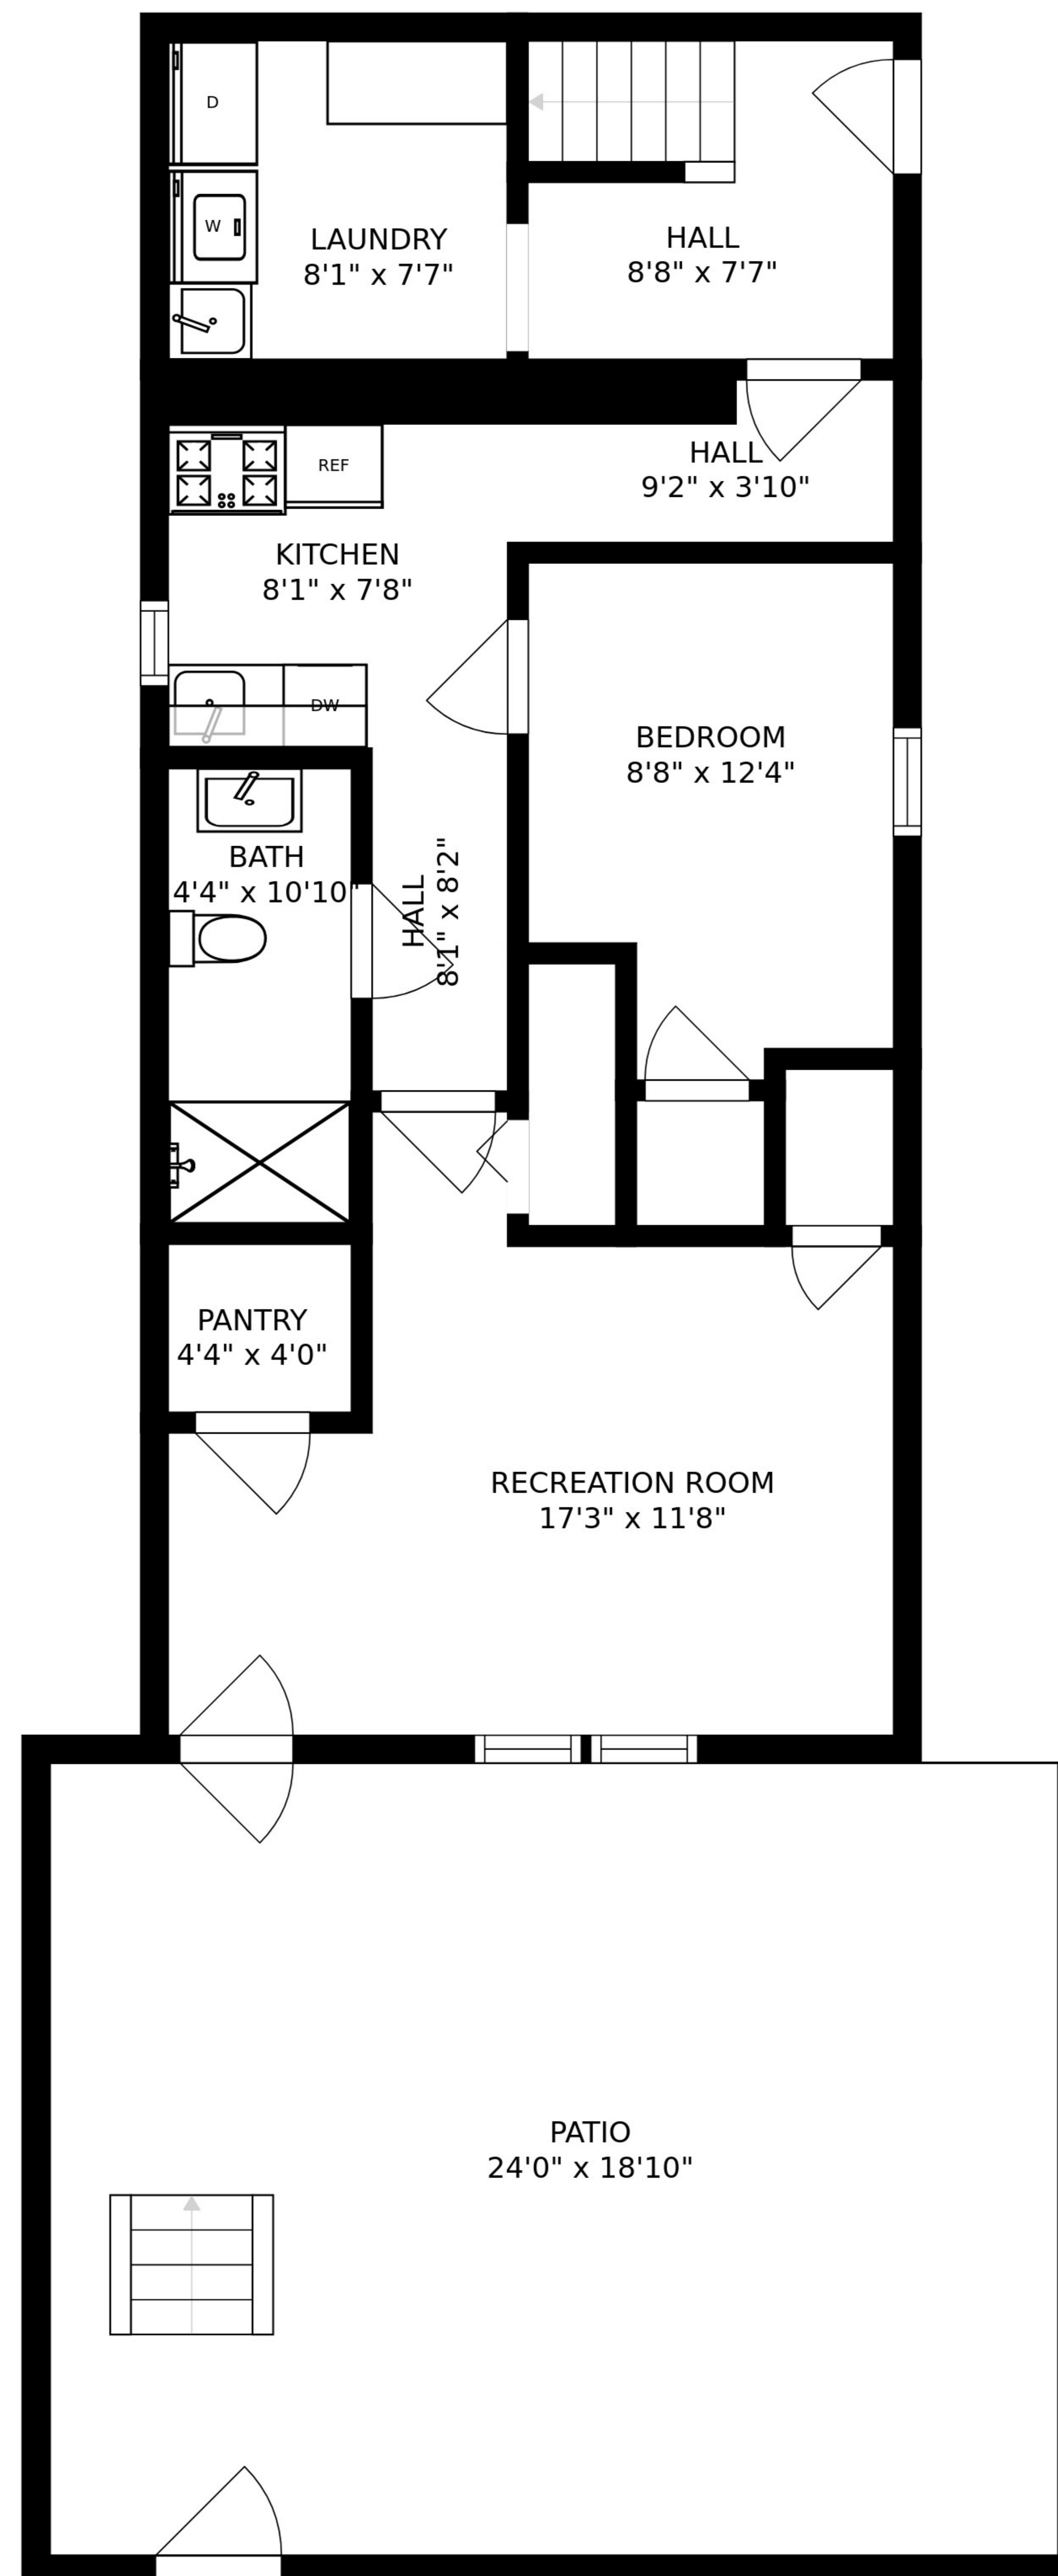 D
W
LAUNDRY
8'1" x 7'7"
HALL
8'8" x 7'7"
HALL
9'2" x 3'10"
REF
KITCHEN
8'1" x 7'8"
DW
BEDROOM
8'8" x 12'4"
BATH
4'4" x 10'10"
HALL
8'1" x 8'2"
PANTRY
4'4" x 4'0"
RECREATION ROOM
17'3" x 11'8"
PATIO
24'0" x 18'10"